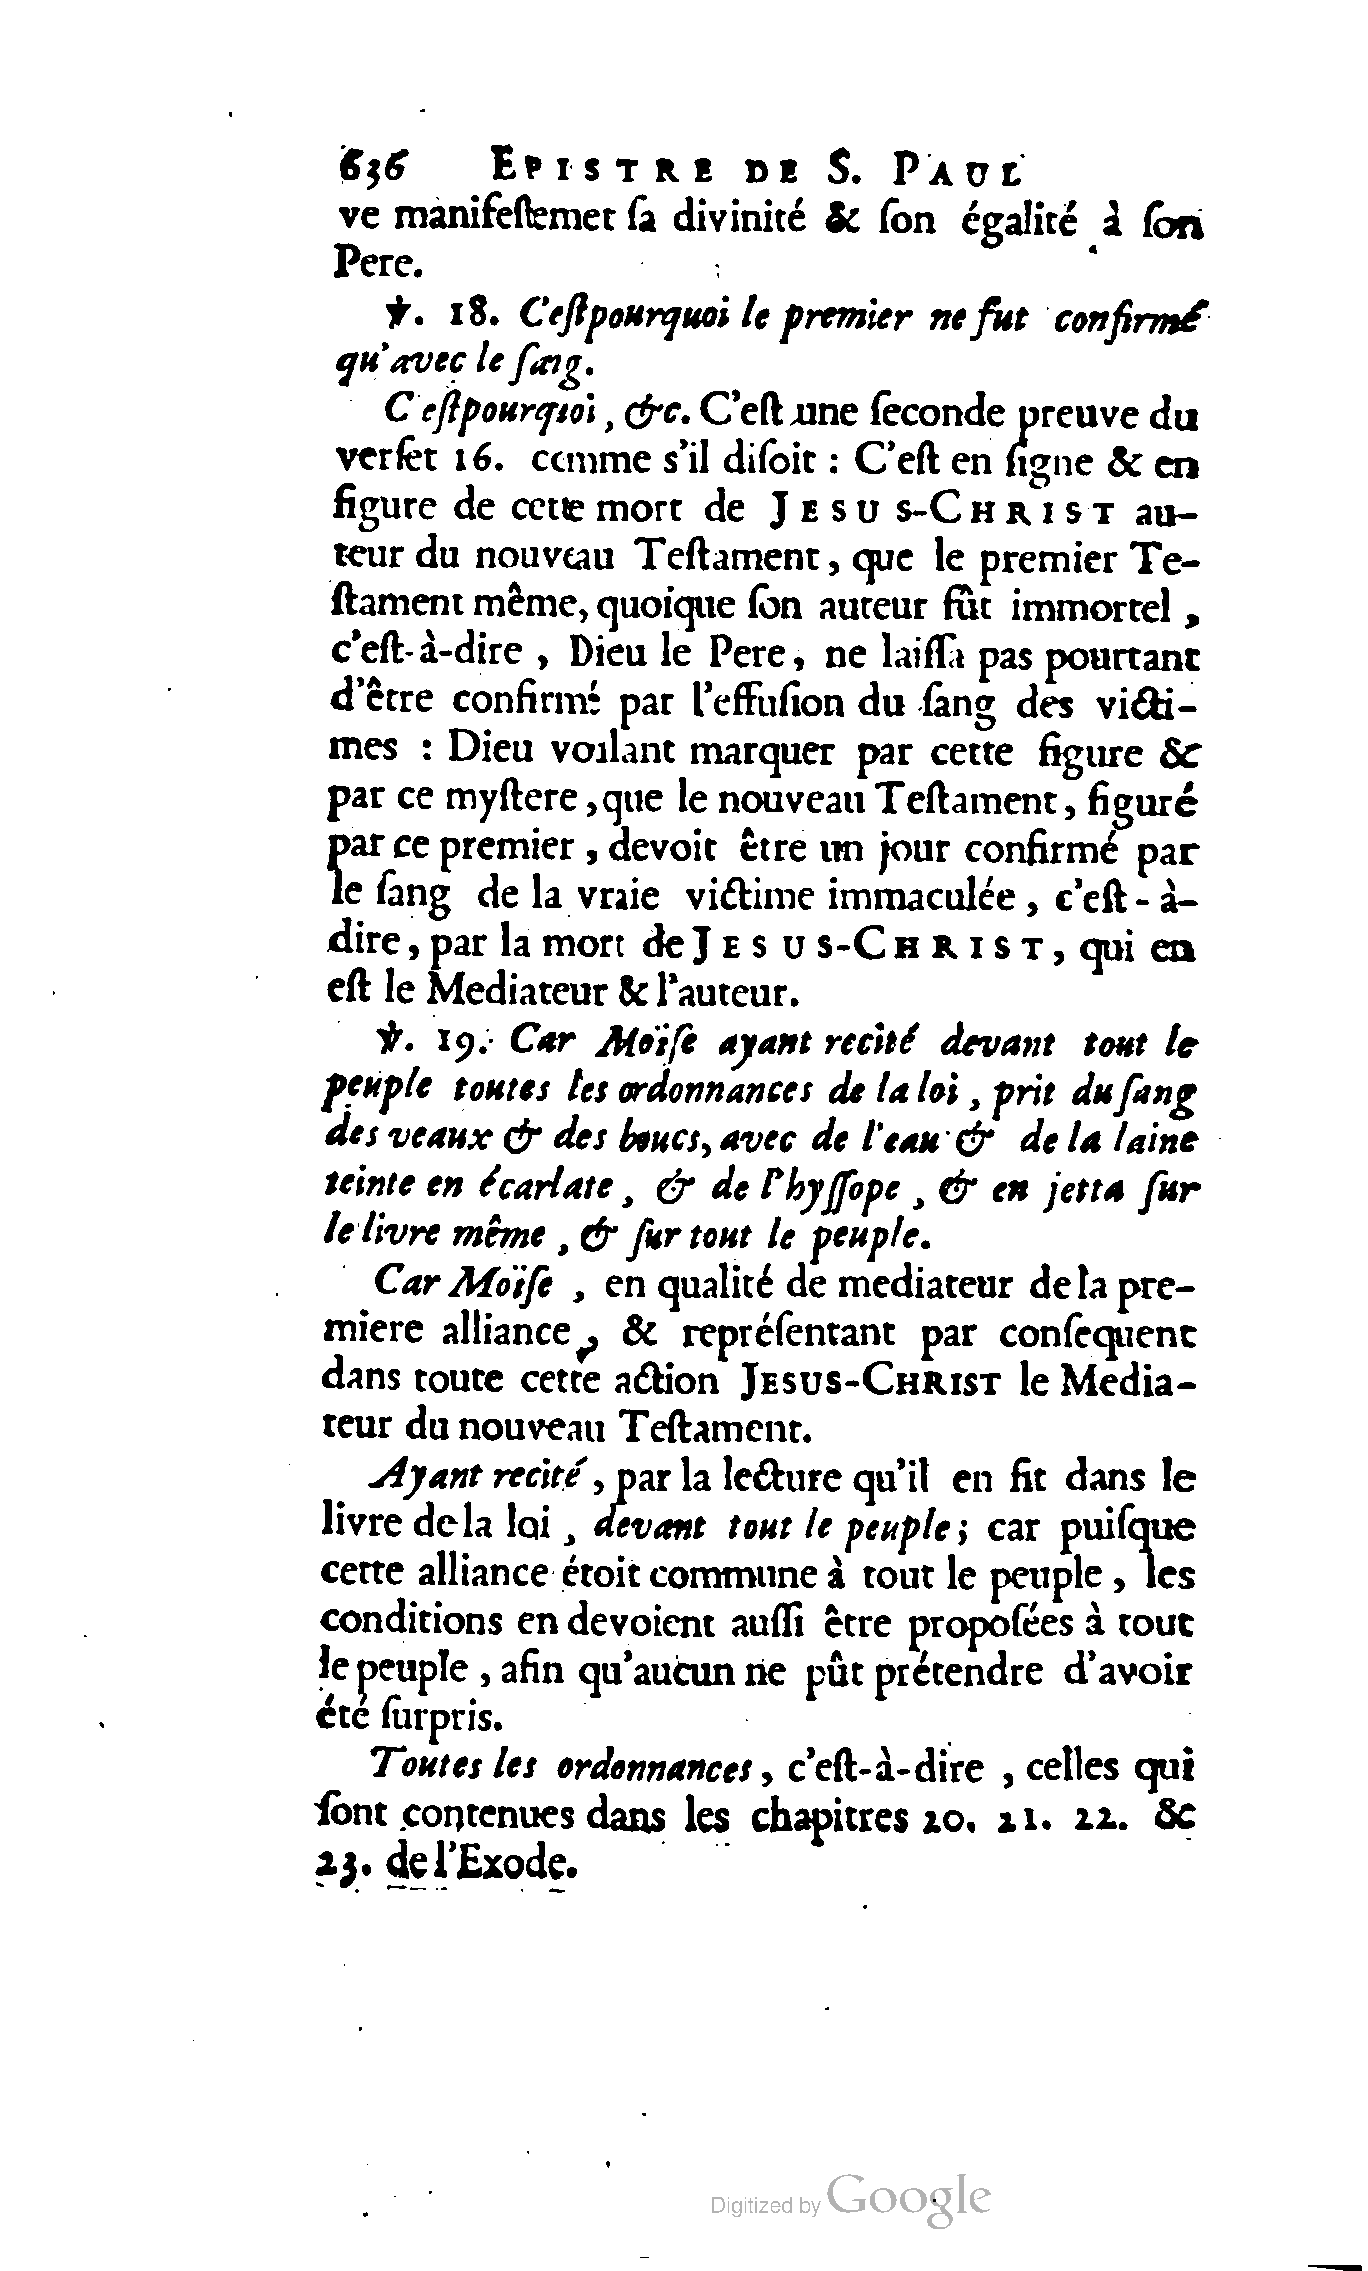 636 EPISTRE DE S. PAUL
ve manifeſtemet ſa divinité & ſon égalité à ſon
Pere.
℣. 18. C'eſtpourquoi le premier ne fut confirmé
qu'avec le ſang.
C'eſtpourquoi, &c. C'eſt une ſeconde preuve du
verſet 16. comme s'il diſoit : C'eſt en ſigne & en
figure de cette mort de JESUS-CHRIST au-
teur du nouveau Teſtament, que le premier Te-
ſtament même, quoique ſon auteur fût immortel,
c'eſt-à-dire, Dieu le Pere, ne laiſſa pas pourtant
d'être confirmé par l'effuſion du ſang des victi-
mes : Dieu voulant marquer par cette figure &
par ce myſtere, que le nouveau Teſtament, figuré
par ce premier, devoit être un jour confirmé par
le ſang de la vraie victime immaculée, c'eſt-à-
dire, par la mort de JESUS-CHRIST, qui en
eſt le Mediateur & l'auteur.
℣. 19. Car Moïſe ayant recité devant tout le
peuple toutes les ordonnances de la loi, prit du ſang
des veaux & des boucs, avec de l'eau & de la laine
teinte en écarlate, & de l'hyſſope, & en jetta ſur
le livre même, & ſur tout le peuple.
Car Moïſe, en qualité de mediateur de la pre-
miere alliance, & repréſentant par conſequent
dans toute cette action JESUS-CHRIST le Media-
teur du nouveau Teſtament.
Ayant recité, par la lecture qu'il en fit dans le
livre de la loi, devant tout le peuple; car puiſque
cette alliance étoit commune à tout le peuple, les
conditions en devoient auſſi être propoſées à tout
le peuple, afin qu'aucun ne pût prétendre d'avoir
été ſurpris.
Toutes les ordonnances, c'eſt-à-dire, celles qui
ſont contenues dans les chapitres 20. 21. 22. &
23. de l'Exode.
Digitized by Google